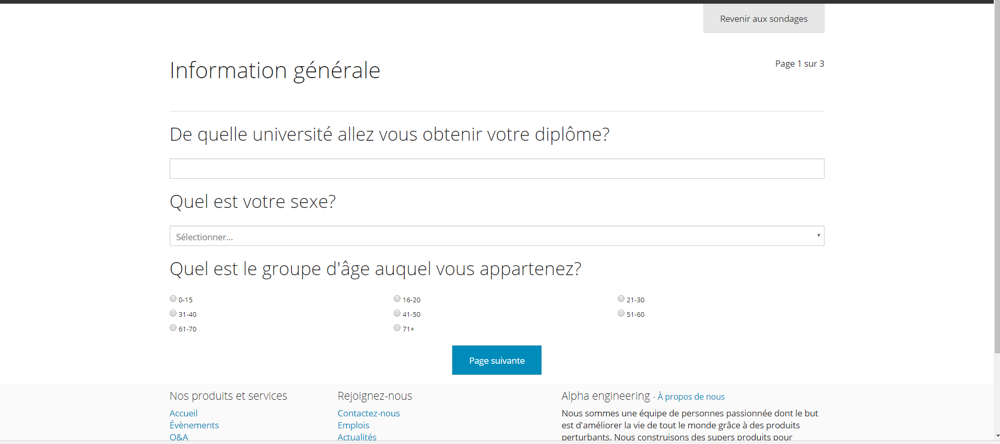 Revenir aux sondages
Information générale
Page 1 sur 3
De quelle université allez vous obtenir votre diplôme?
Quel est votre sexe?
Sélectionner...
Quel est le groupe d'âge auquel vous appartenez?
0-15 16-20 21-30
31-40 41-50 51-60
61-70 71+
Page suivante
Nos produits et services
Accueil
Évènements
Q&A
Rejoignez-nous
Contactez-nous
Emplois
Actualités
Alpha engineering - À propos de nous
Nous sommes une équipe de personnes passionnée dont le but
est d'améliorer la vie de tout le monde grâce à des produits
perturbants. Nous construisons des supers produits pour